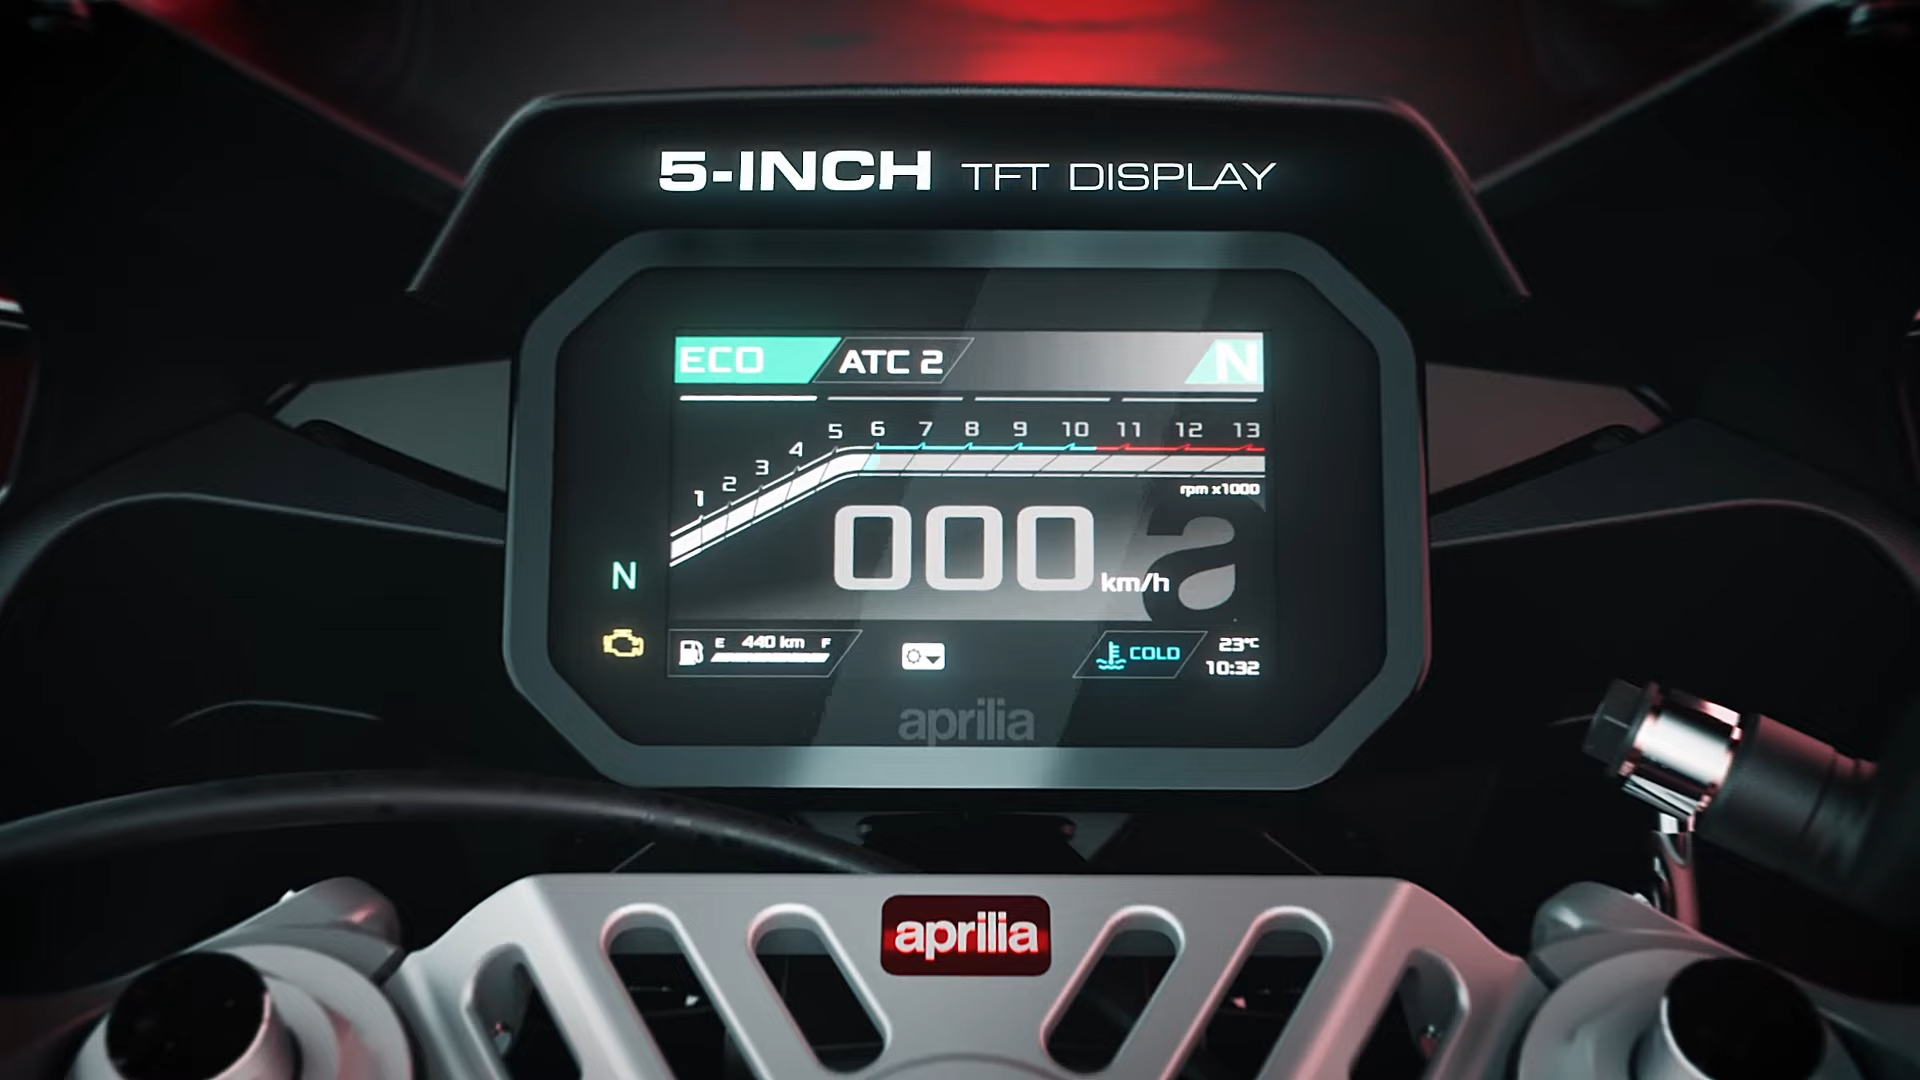 5-INCH TFT DISPLAY
ECO ATC 2 N
1 2 3 4 5 6 7 8 9 10 11 12 13
rpm x1000
000 km/h
a
N
E 440 km F
COLD
23°C
10:32
aprilia
aprilia